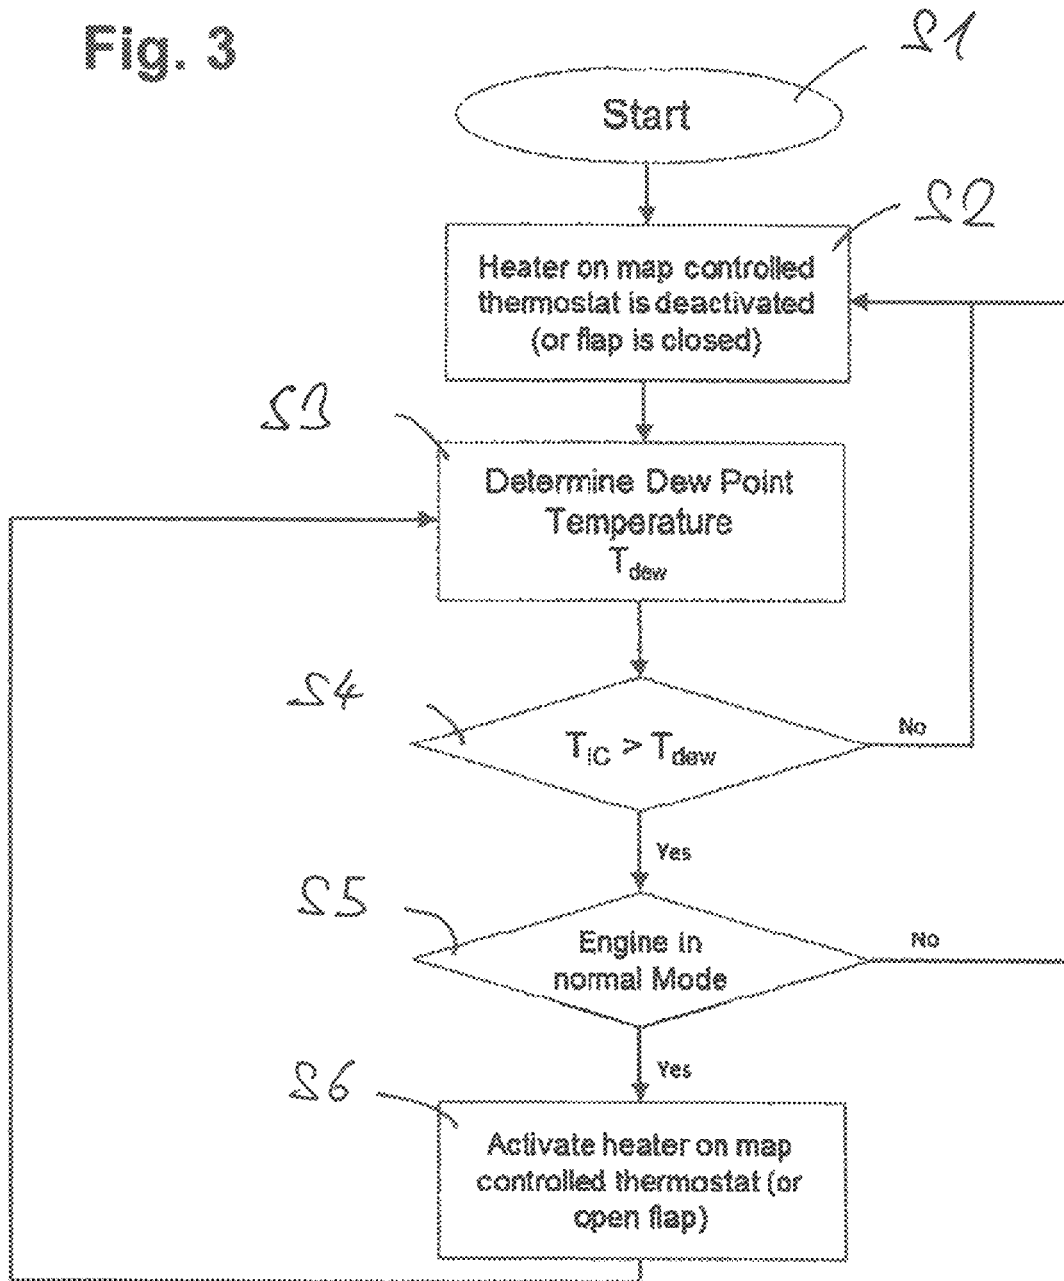 Fig. 3
S1
Start
S2
Heater on map controlled
thermostat is deactivated
(or flap is closed)
S3
Determine Dew Point
Temperature
T_dew
S4
T_IC > T_dew
No
Yes
S5
Engine in
normal Mode
No
Yes
S6
Activate heater on map
controlled thermostat (or
open flap)